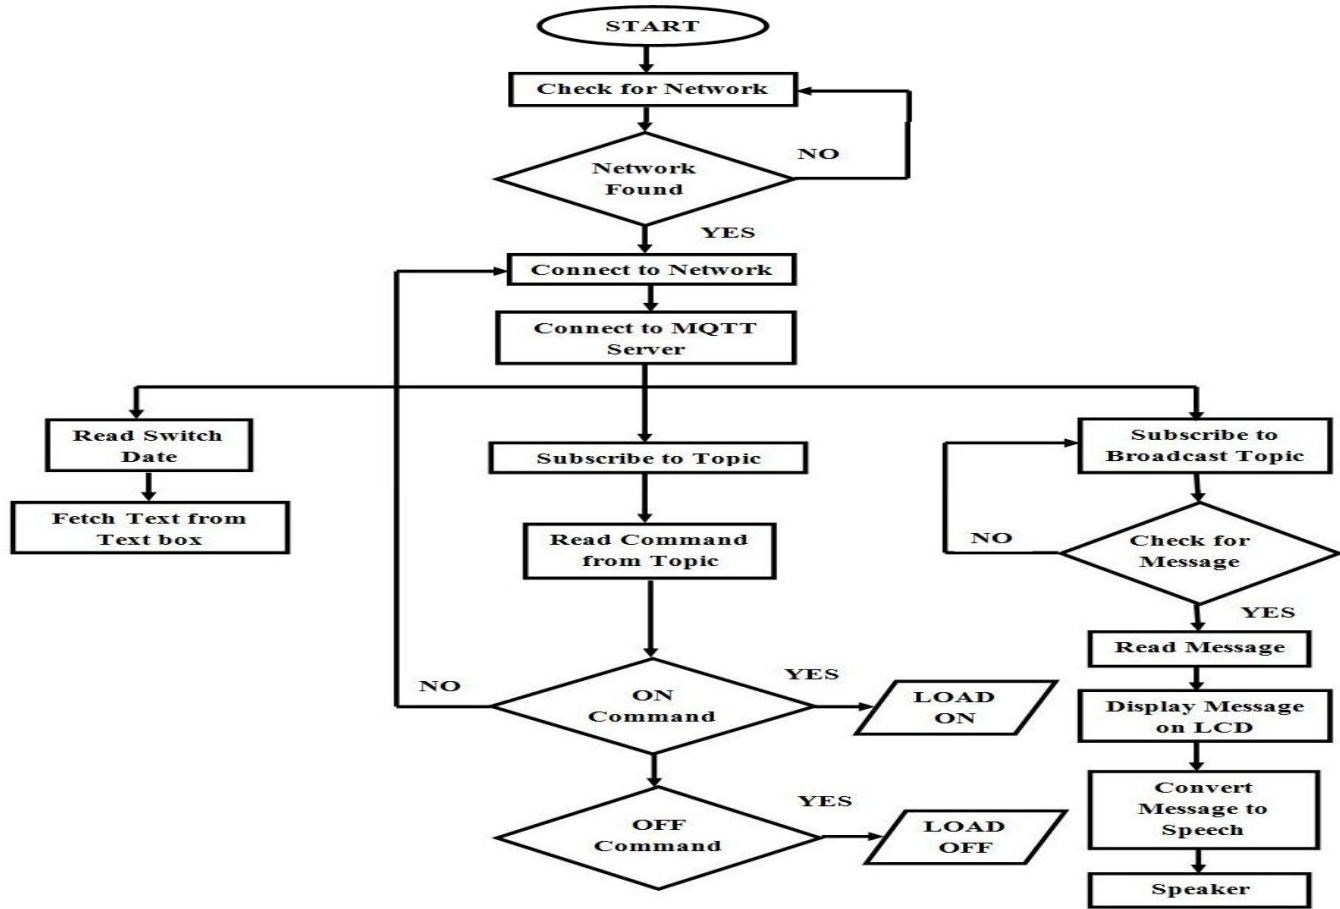 START
Check for Network
NO
Network
Found
YES
Connect to Network
Connect to MQTT
Server
Read Switch
Date
Fetch Text from
Text box
Subscribe to Topic
Read Command
from Topic
NO
ON
Command
YES
LOAD
ON
OFF
Command
YES
LOAD
OFF
Subscribe to
Broadcast Topic
NO
Check for
Message
YES
Read Message
Display Message
on LCD
Convert
Message to
Speech
Speaker